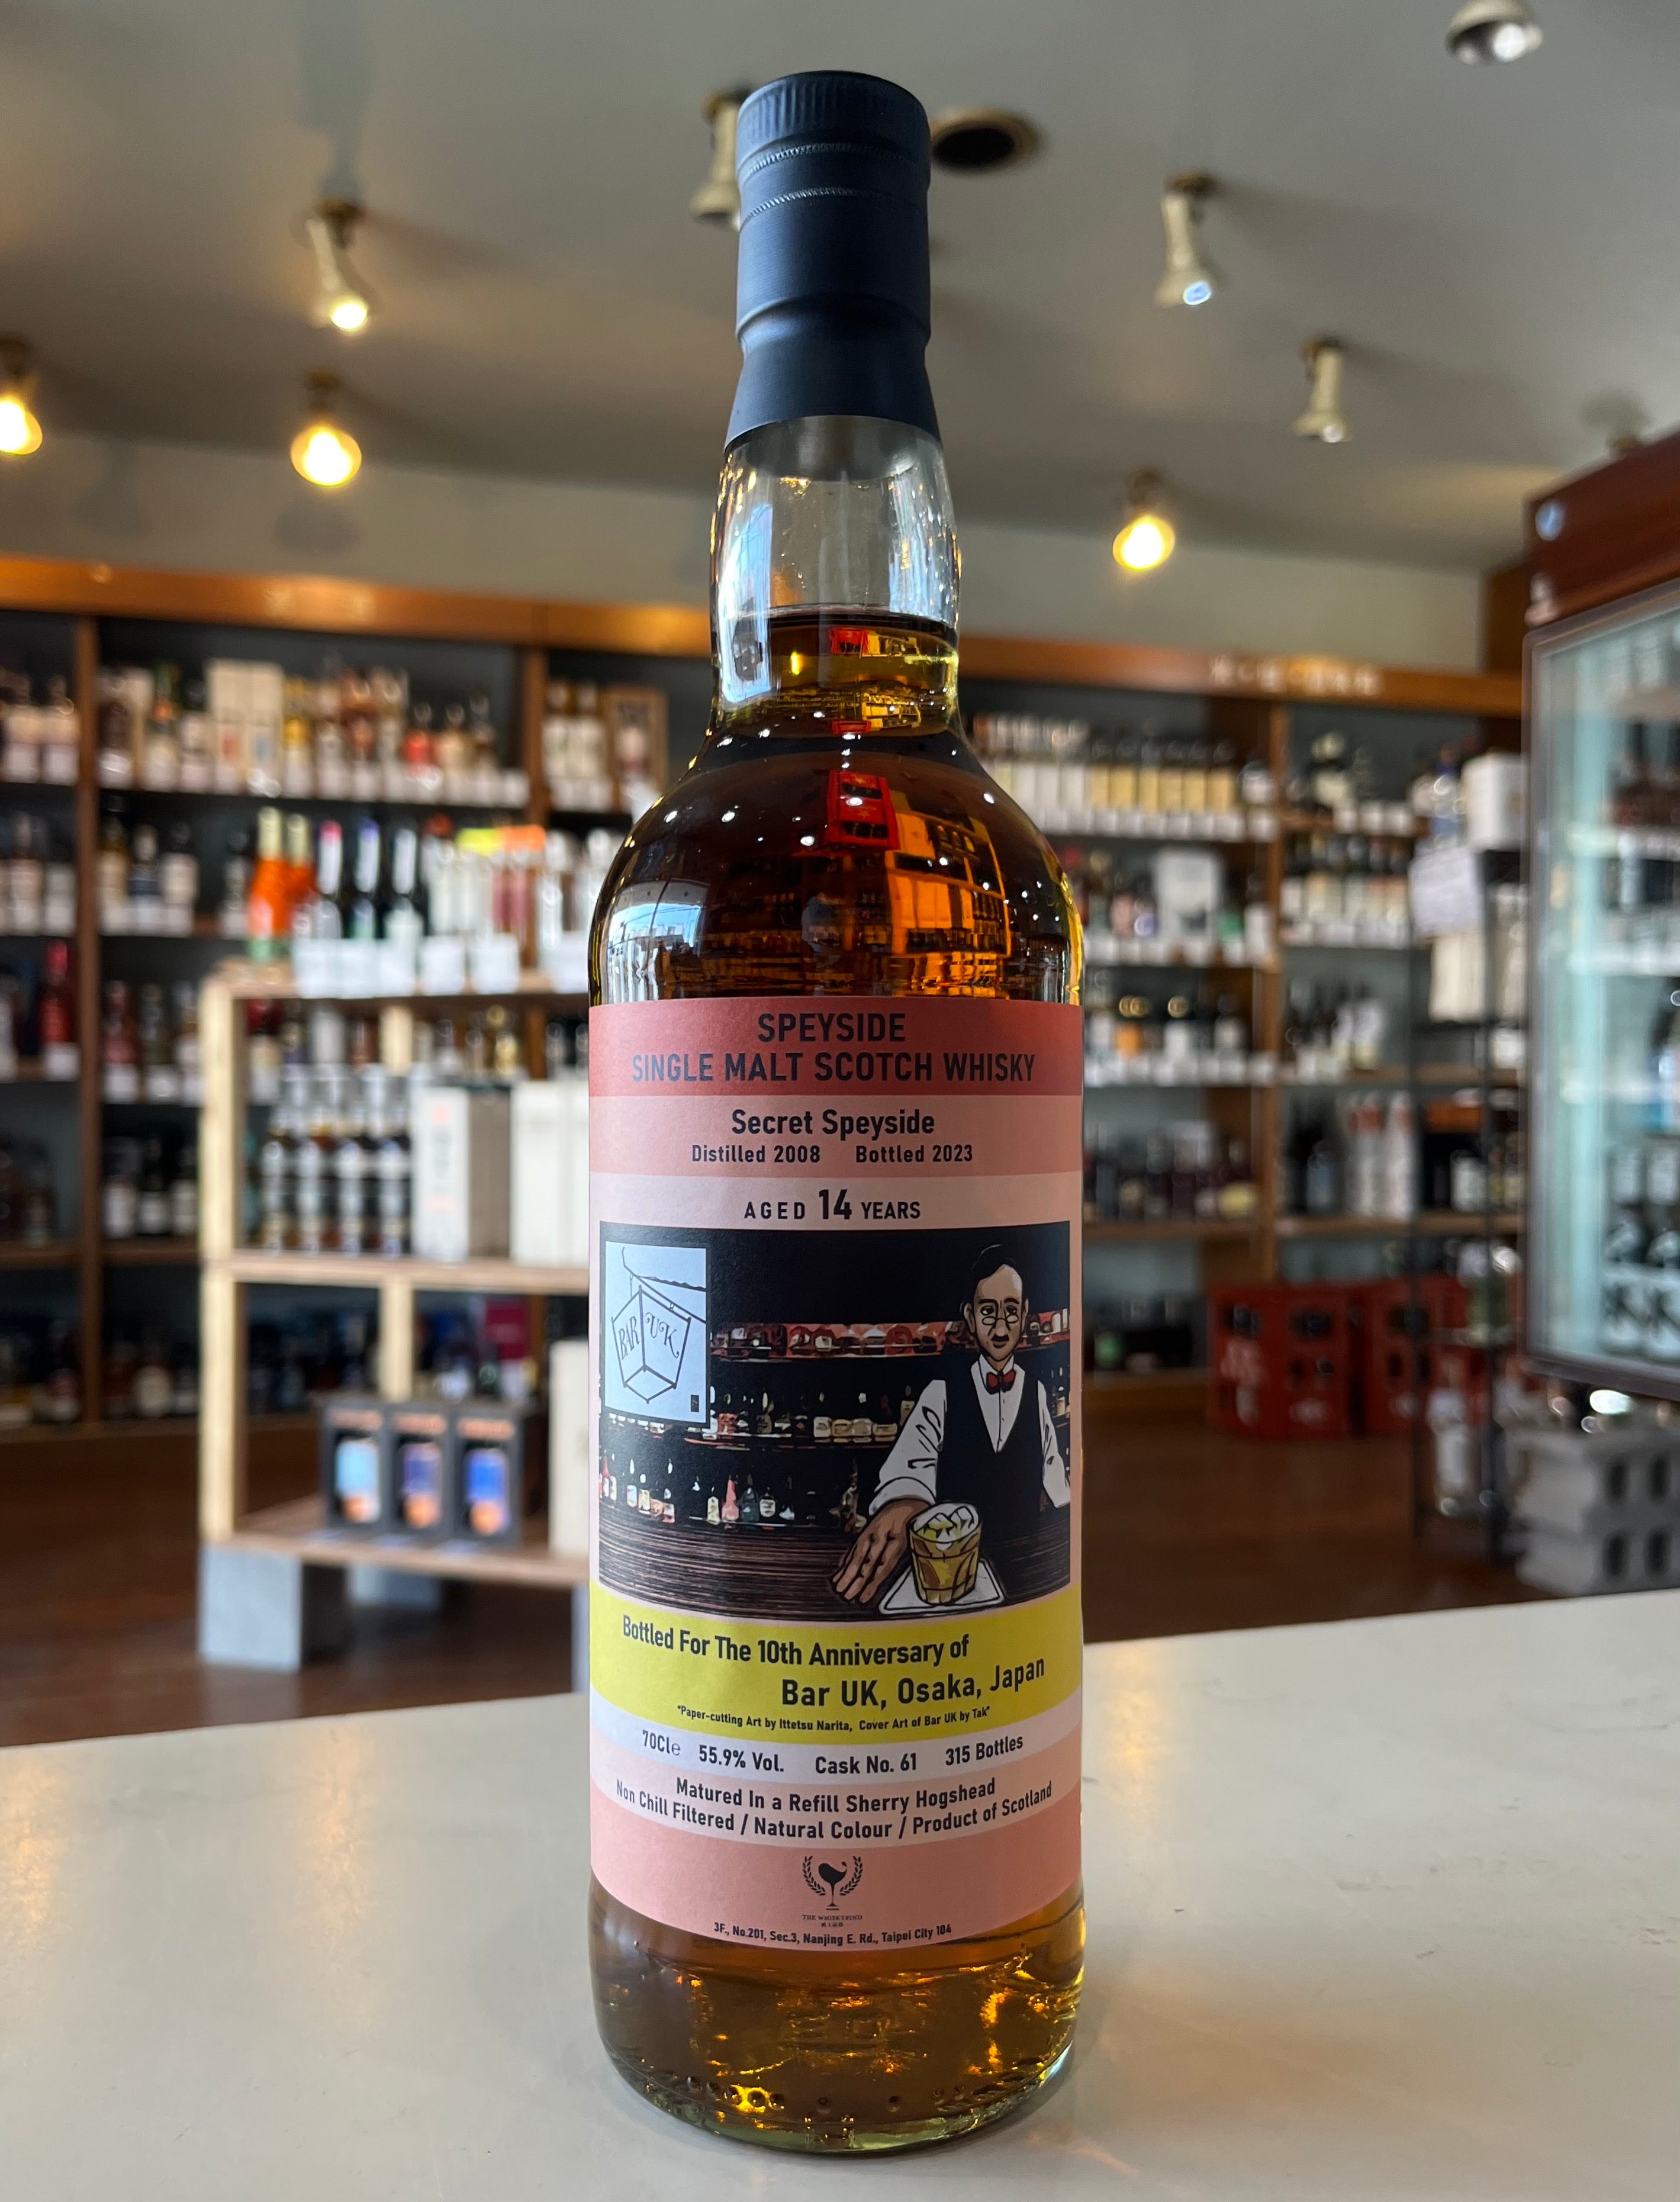 SPEYSIDE
SINGLE MALT SCOTCH WHISKY
Secret Speyside
Distilled 2008 Bottled 2023
AGED 14 YEARS
BAR UK
Bottled For The 10th Anniversary of
Bar UK, Osaka, Japan
"Paper-cutting Art by Ittetsu Narita, Cover Art of Bar UK by Tak"
70Cl℮ 55.9% Vol. Cask No. 61 315 Bottles
Matured In a Refill Sherry Hogshead
Non Chill Filtered / Natural Colour / Product of Scotland
THE WHISKYFIND
3F., No.201, Sec.3, Nanjing E. Rd., Taipei City 104